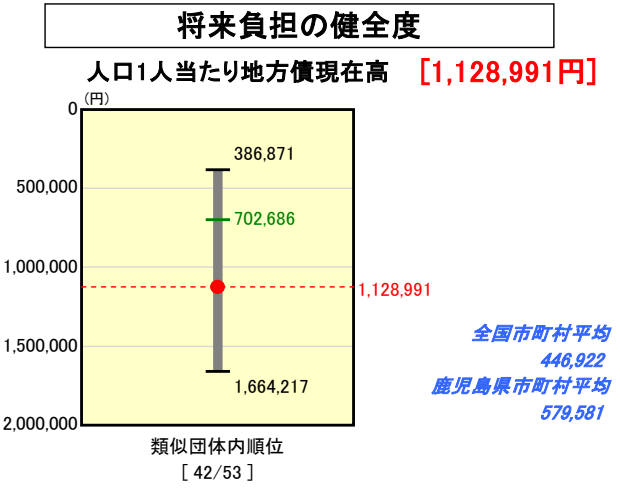 将来負担の健全度
人口1人当たり地方債現在高 [1,128,991円]
(円)
0
386,871
500,000
702,686
1,000,000
1,128,991
全国市町村平均
446,922
1,500,000
1,664,217
鹿児島県市町村平均
579,581
2,000,000
類似団体内順位
[ 42/53 ]